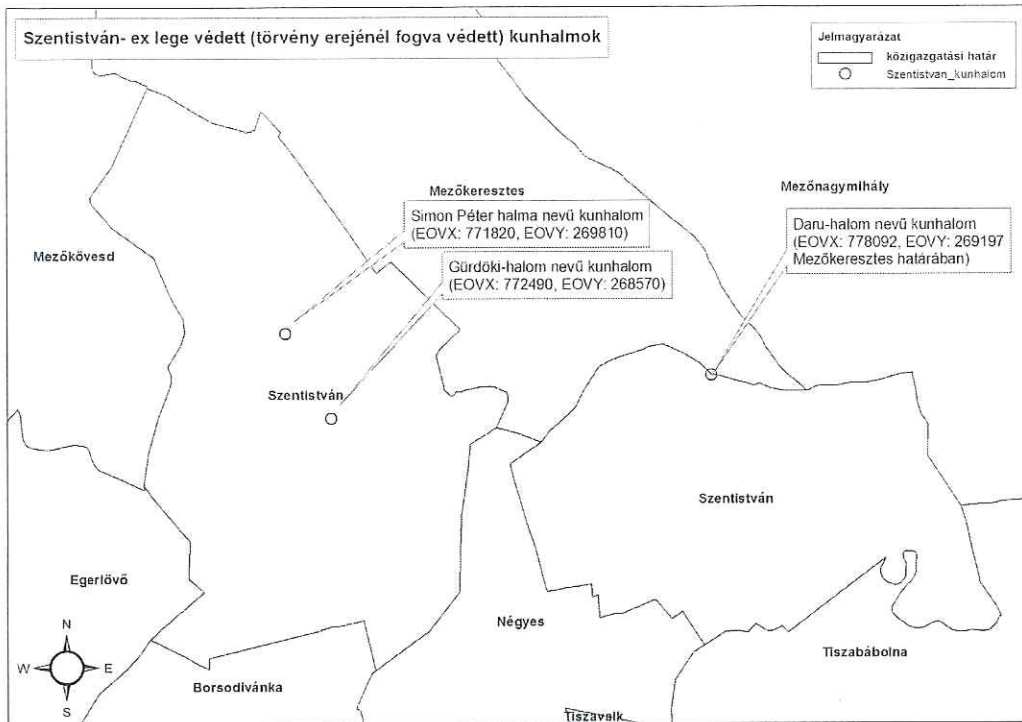 Szentistván- ex lege védett (törvény erejénél fogva védett) kunhalmok
Jelmagyarázat
közigazgatási határ
Szentistvan_kunhalom
Mezőkeresztes
Mezőnagymihály
Simon Péter halma nevű kunhalom
(EOVX: 771820, EOVY: 269810)
Daru-halom nevű kunhalom
(EOVX: 778092, EOVY: 269197
Mezőkeresztes határában)
Mezőkövesd
Gürdöki-halom nevű kunhalom
(EOVX: 772490, EOVY: 268570)
Szentistván
Szentistván
Egerlövő
Négyes
Tiszabábolna
Borsodivánka
Tiszavalk
N
W
E
S